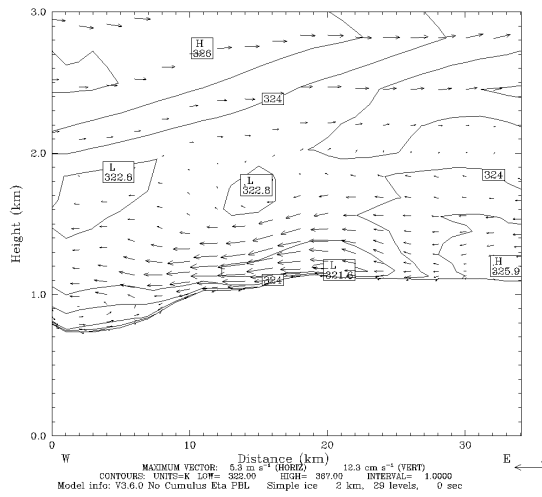 3.0
H
326
324
2.0
L
322.8
L
322.8
324
Height (km)
L
H
325.9
324
1.0
0.0
0
10
20
30
W
Distance (km)
E
MAXIMUM VECTOR: 5.3 m s⁻¹ (HORIZ) 12.3 cm s⁻¹ (VERT)
CONTOURS: UNITS=K LOW= 322.00 HIGH= 367.00 INTERVAL= 1.0000
Model info: V3.6.0 No Cumulus Eta PBL Simple ice 2 km, 29 levels, 0 sec